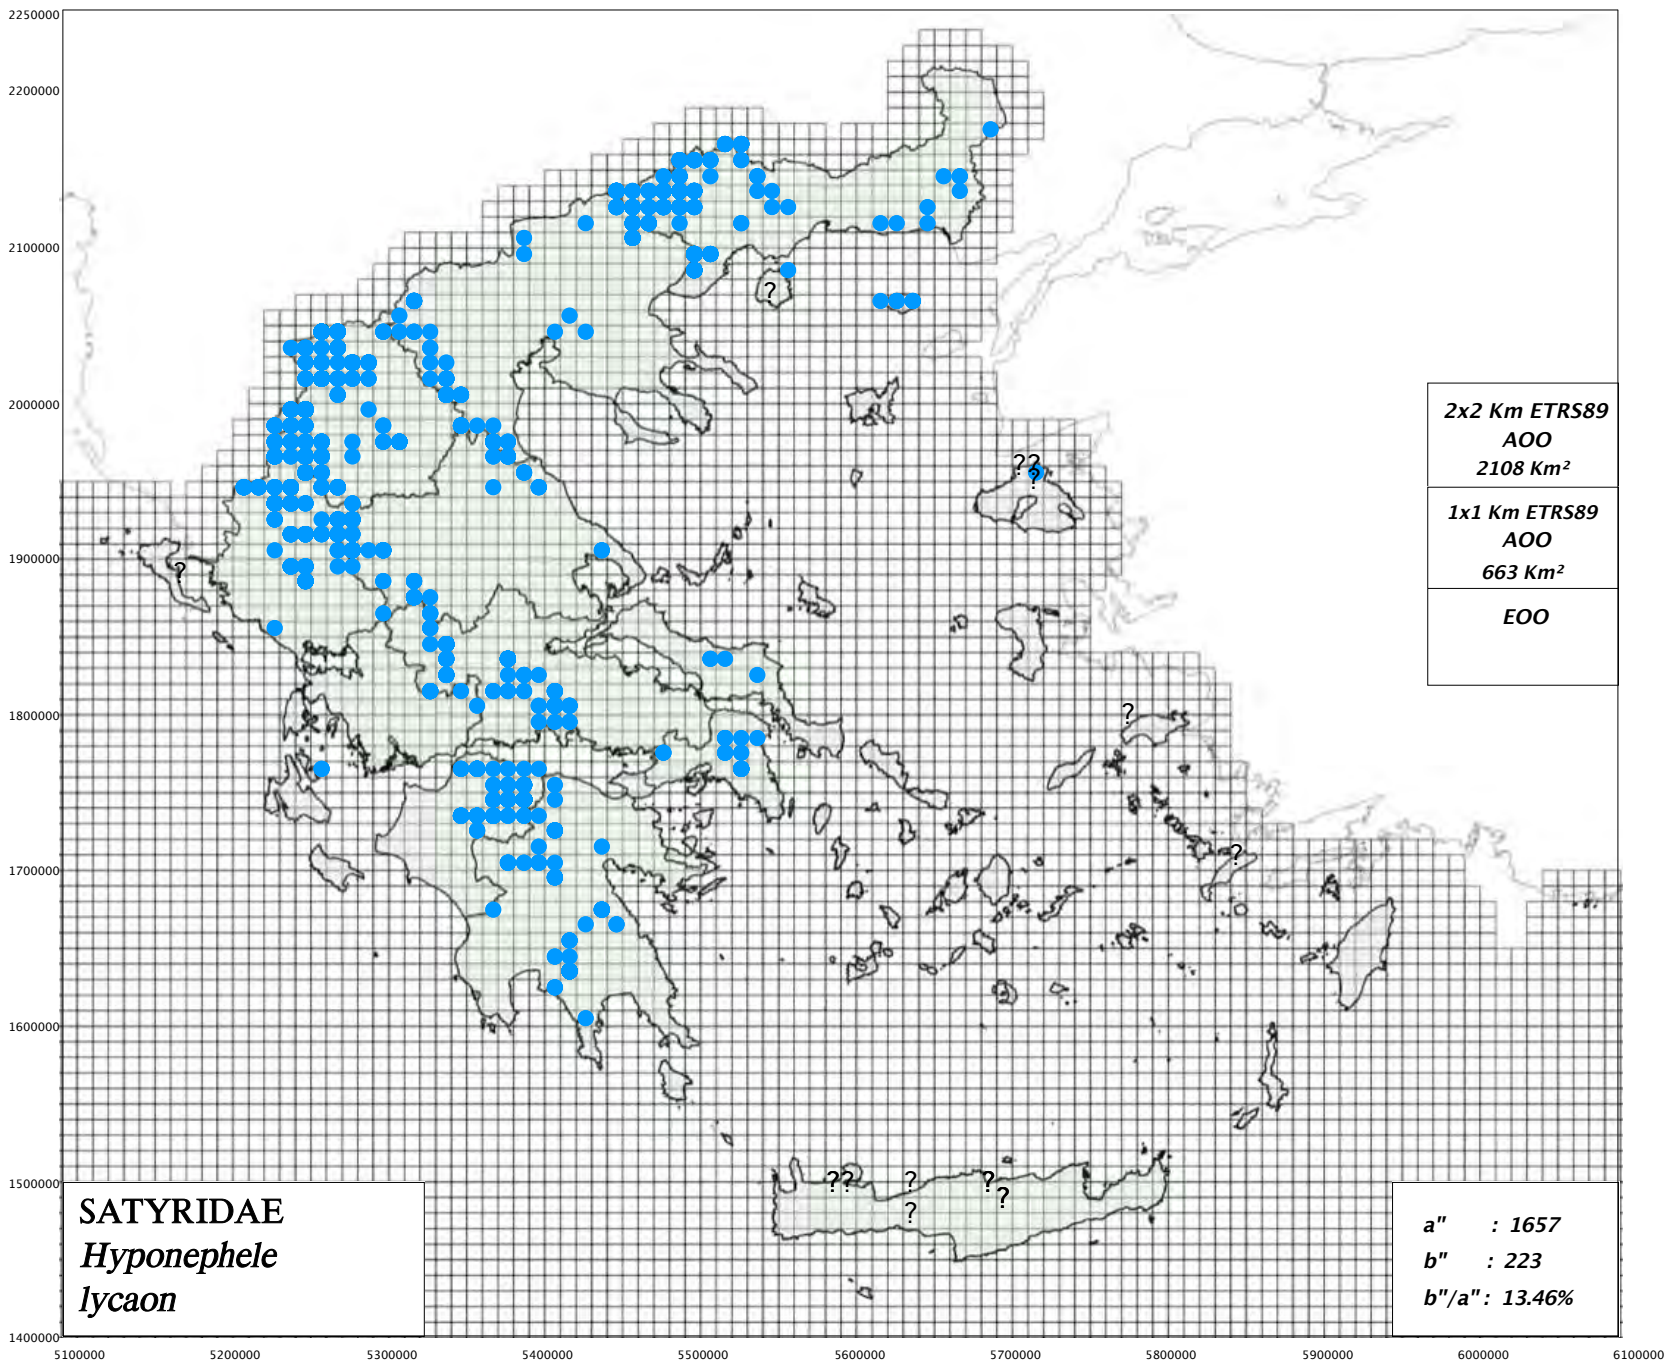 2250000
2200000
2100000
2000000
1900000
1800000
1700000
1600000
1500000
1400000
?
??
?
?
?
?
??
?
?
?
?
2x2 Km ETRS89
AOO
2108 Km²
1x1 Km ETRS89
AOO
663 Km²
EOO
SATYRIDAE
Hyponephele
lycaon
a" : 1657
b" : 223
b"/a" : 13.46%
5100000 5200000 5300000 5400000 5500000 5600000 5700000 5800000 5900000 6000000 6100000